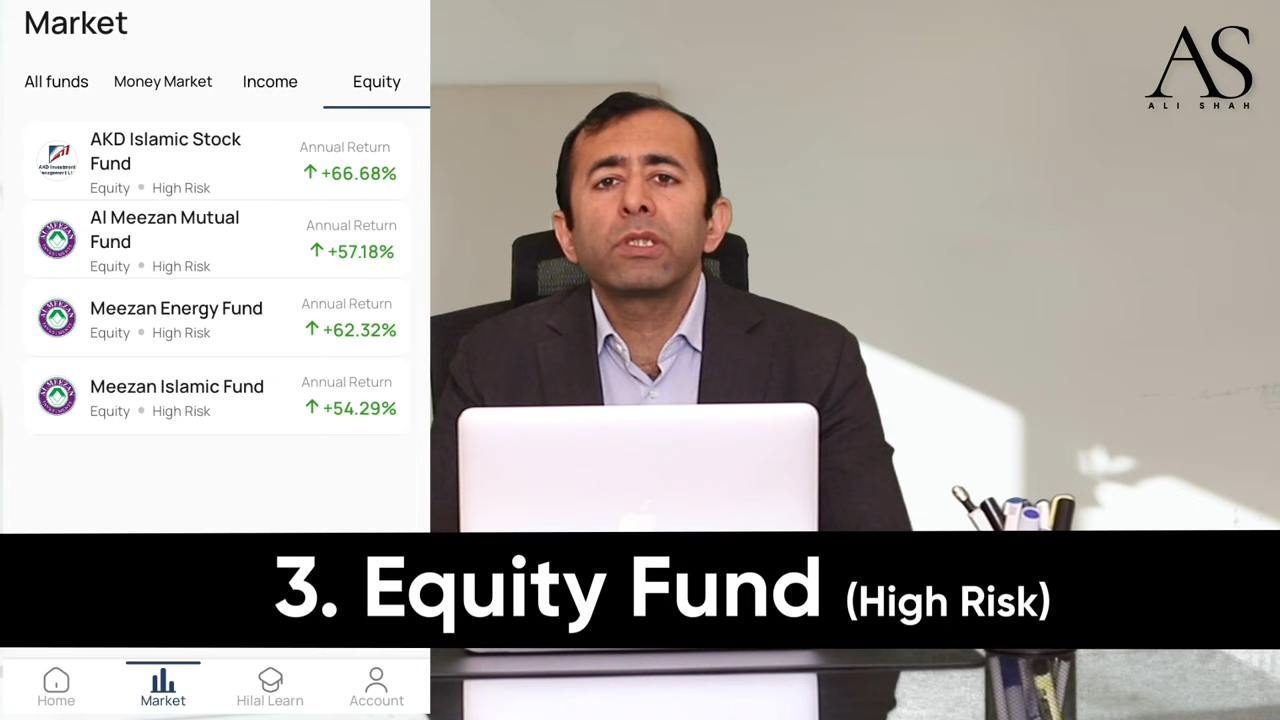 Market
All funds Money Market Income Equity
AKD Islamic Stock
Fund
Annual Return
+66.68%
Equity • High Risk
Al Meezan Mutual
Fund
Annual Return
+57.18%
Equity • High Risk
Meezan Energy Fund
Annual Return
+62.32%
Equity • High Risk
Meezan Islamic Fund
Annual Return
+54.29%
Equity • High Risk
AS
ALI SHAH
3. Equity Fund (High Risk)
Home Market Hilal Learn Account